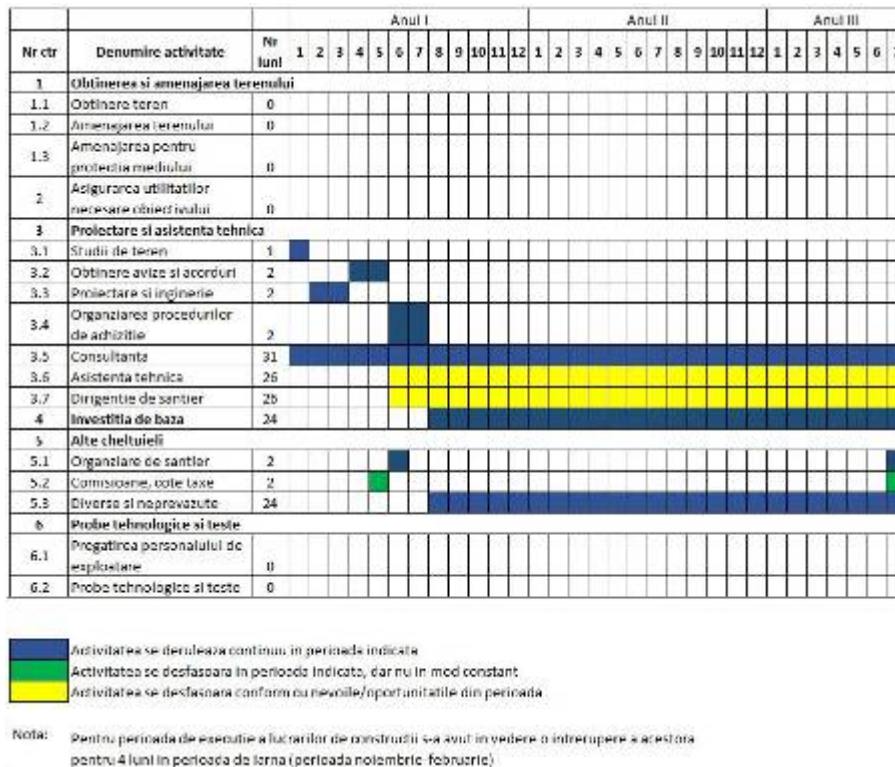 Anul I Anul II Anul III
Nr ctr Denumire activitate Nr luni 1 2 3 4 5 6 7 8 9 10 11 12 1 2 3 4 5 6 7 8 9 10 11 12 1 2 3 4 5 6
1 Obtinerea si amenajarea terenului
1.1 Obtinere teren 0
1.2 Amenajarea terenului 0
1.3 Amenajarea pentru
protectia mediului 0
2 Asigurarea utilitatilor
necesare obiectivului 0
3 Proiectare si asistenta tehnica
3.1 Studii de teren 1
3.2 Obtinere avize si acorduri 2
3.3 Proiectare si inginerie 2
3.4 Organziarea procedurilor
de achizitie 2
3.5 Consultanta 31
3.6 Asistenta tehnica 26
3.7 Dirigentie de santier 26
4 Investitia de baza 24
5 Alte cheltuieli
5.1 Organziare de santier 2
5.2 Comisioane, cote taxe 2
5.3 Diverse si neprevazute 24
6 Probe tehnologice si teste
6.1 Pregatirea personalului de
exploatare 0
6.2 Probe tehnologice si teste 0
Activitatea se deruleaza continuu in perioada indicata
Activitatea se desfasoara in perioada indicata, dar nu in mod constant
Activitatea se desfasoara conform cu nevoile/oportunitatile din perioada
Nota: Pentru perioada de executie a lucrarilor de constructii s-a avut in vedere o intrerupere a acestora
pentru 4 luni in perioada de iarna (perioada noiembrie-februarie)